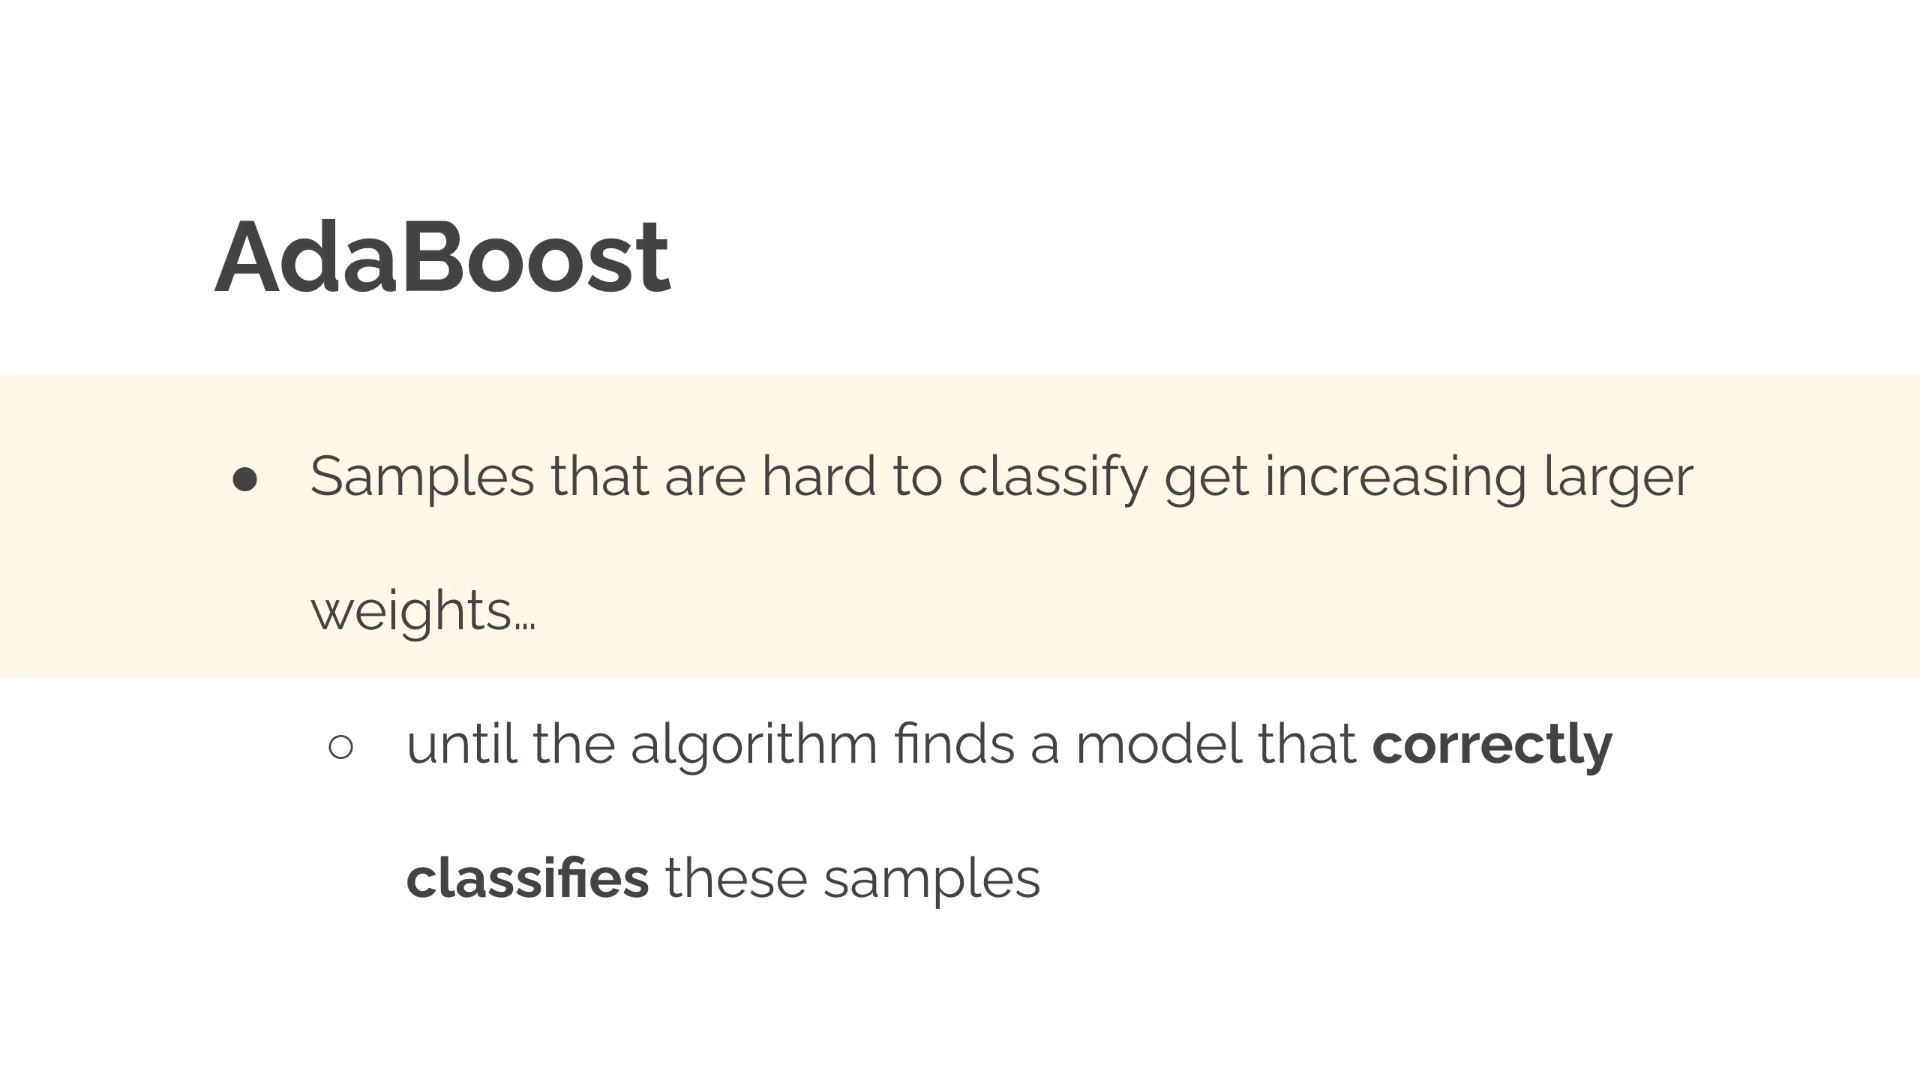 AdaBoost
● Samples that are hard to classify get increasing larger
weights...
○ until the algorithm finds a model that correctly
classifies these samples